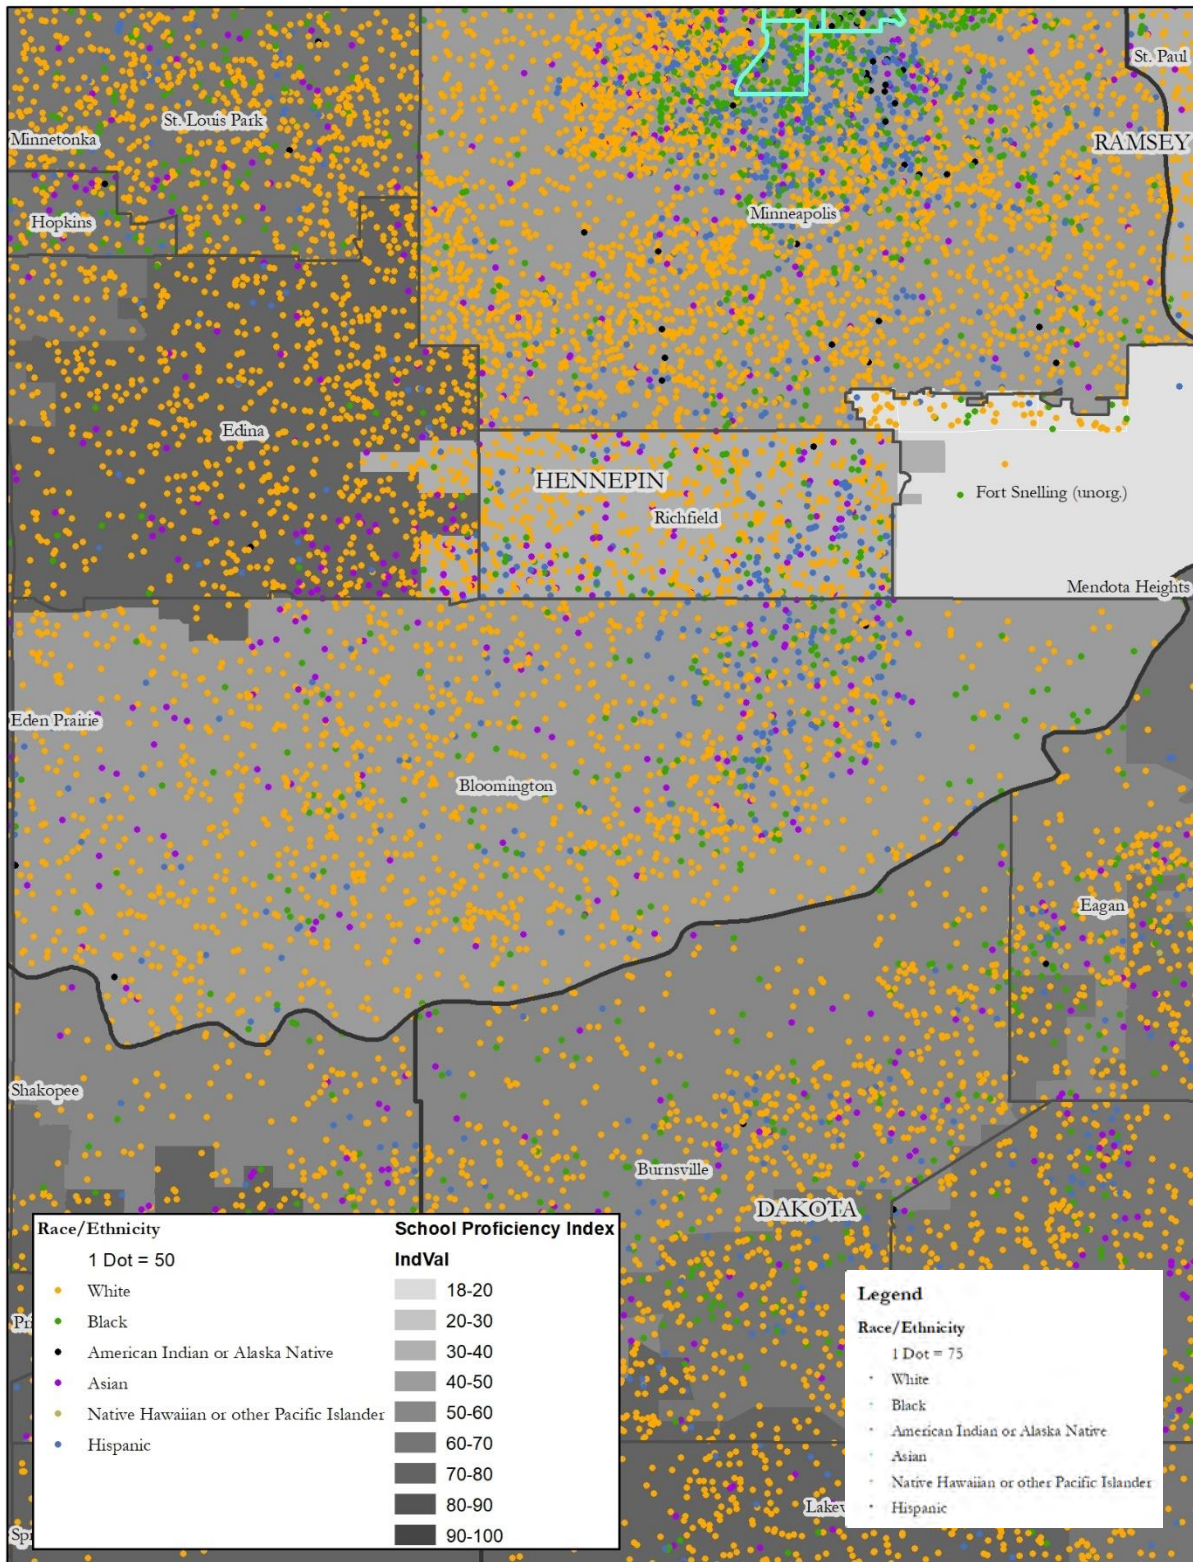 St. Paul
St. Louis Park
Minnetonka
RAMSEY
Hopkins
Minneapolis
Edina
HENNEPIN
Fort Snelling (unorg.)
Richfield
Mendota Heights
Eden Prairie
Bloomington
Eagan
Shakopee
Burnsville
DAKOTA
Race/Ethnicity
1 Dot = 50
White
Black
American Indian or Alaska Native
Asian
Native Hawaiian or other Pacific Islander
Hispanic
School Proficiency Index
IndVal
18-20
20-30
30-40
40-50
50-60
60-70
70-80
80-90
90-100
Legend
Race/Ethnicity
1 Dot = 75
White
Black
American Indian or Alaska Native
Asian
Native Hawaiian or other Pacific Islander
Hispanic